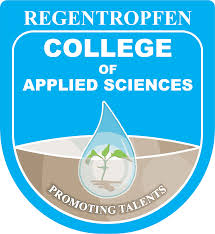 REGENTROPFEN
COLLEGE
OF
APPLIED SCIENCES
PROMOTING TALENTS